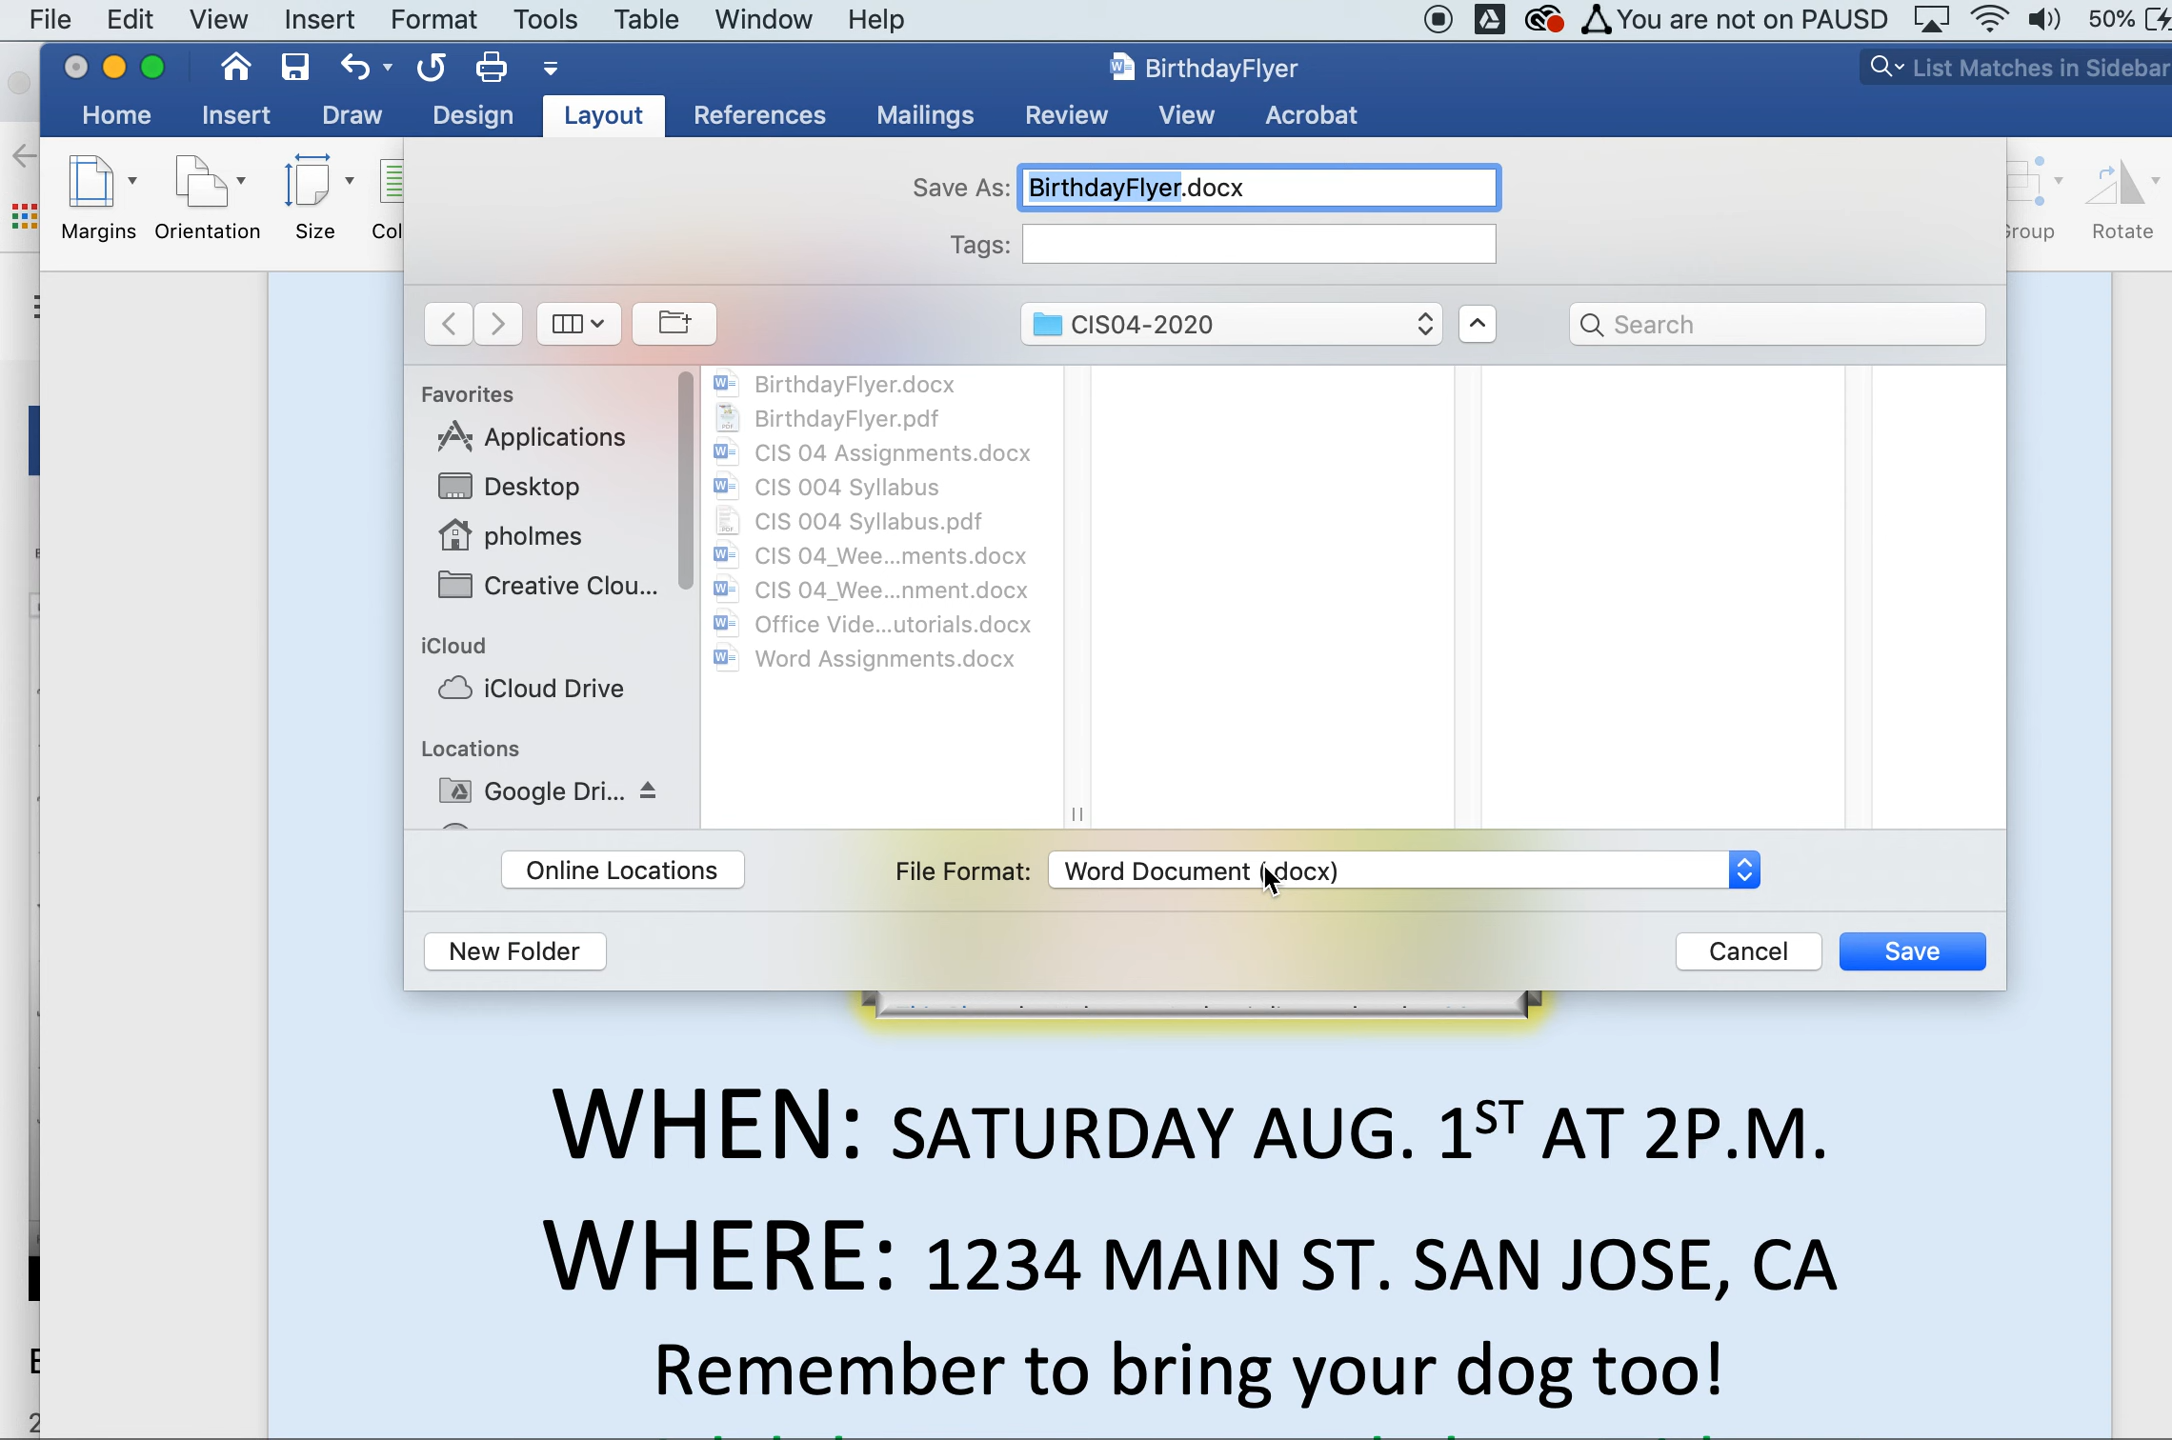 File Edit View Insert Format Tools Table Window Help You are not on PAUSD 50%
BirthdayFlyer List Matches in Sidebar
Home Insert Draw Design Layout References Mailings Review View Acrobat
Margins Orientation Size Col Group Rotate
Save As: BirthdayFlyer.docx
Tags:
CIS04-2020 Search
Favorites
Applications
Desktop
pholmes
Creative Clou...
iCloud
iCloud Drive
Locations
Google Dri...
BirthdayFlyer.docx
BirthdayFlyer.pdf
CIS 04 Assignments.docx
CIS 004 Syllabus
CIS 004 Syllabus.pdf
CIS 04_Wee...ments.docx
CIS 04_Wee...nment.docx
Office Vide...utorials.docx
Word Assignments.docx
Online Locations File Format: Word Document (.docx)
New Folder Cancel Save
WHEN: SATURDAY AUG. 1ST AT 2P.M.
WHERE: 1234 MAIN ST. SAN JOSE, CA
Remember to bring your dog too!